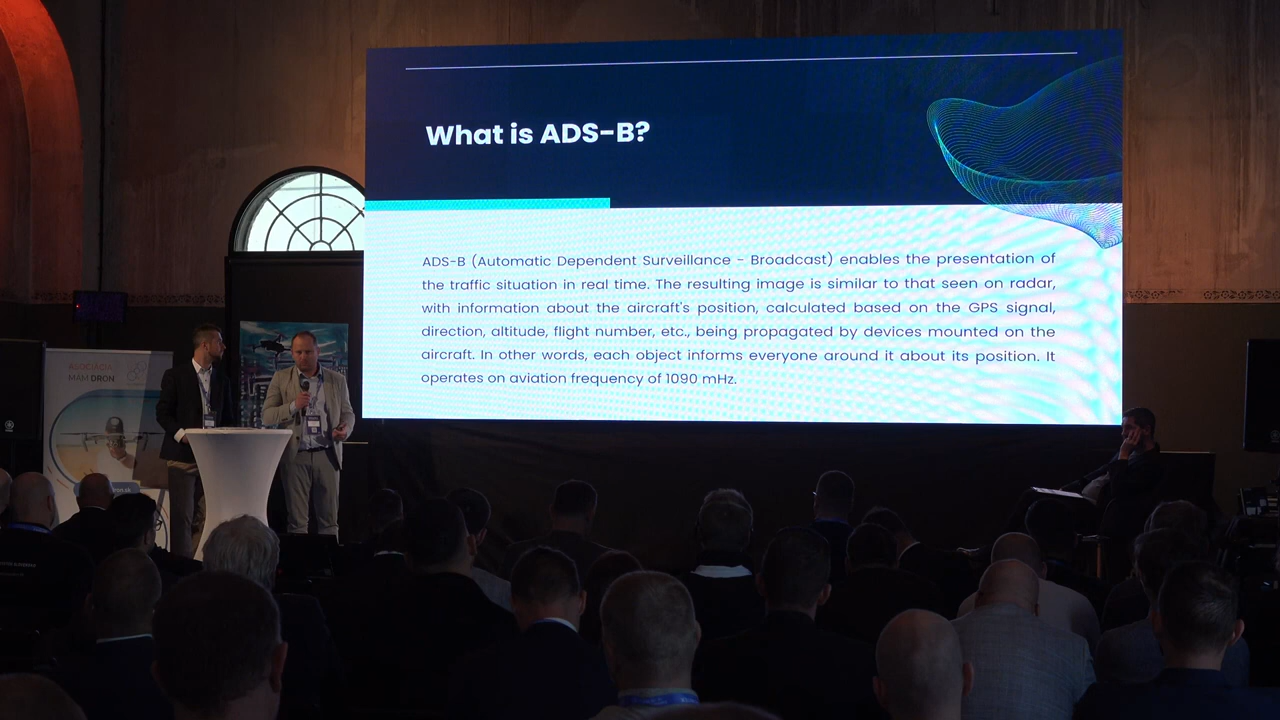 What is ADS-B?
ADS-B (Automatic Dependent Surveillance - Broadcast) enables the presentation of
the traffic situation in real time. The resulting image is similar to that seen on radar,
with information about the aircraft's position, calculated based on the GPS signal,
direction, altitude, flight number, etc., being propagated by devices mounted on the
aircraft. In other words, each object informs everyone around it about its position. It
operates on aviation frequency of 1090 mHz.
ASOCIÁCIA
MÁM DRON